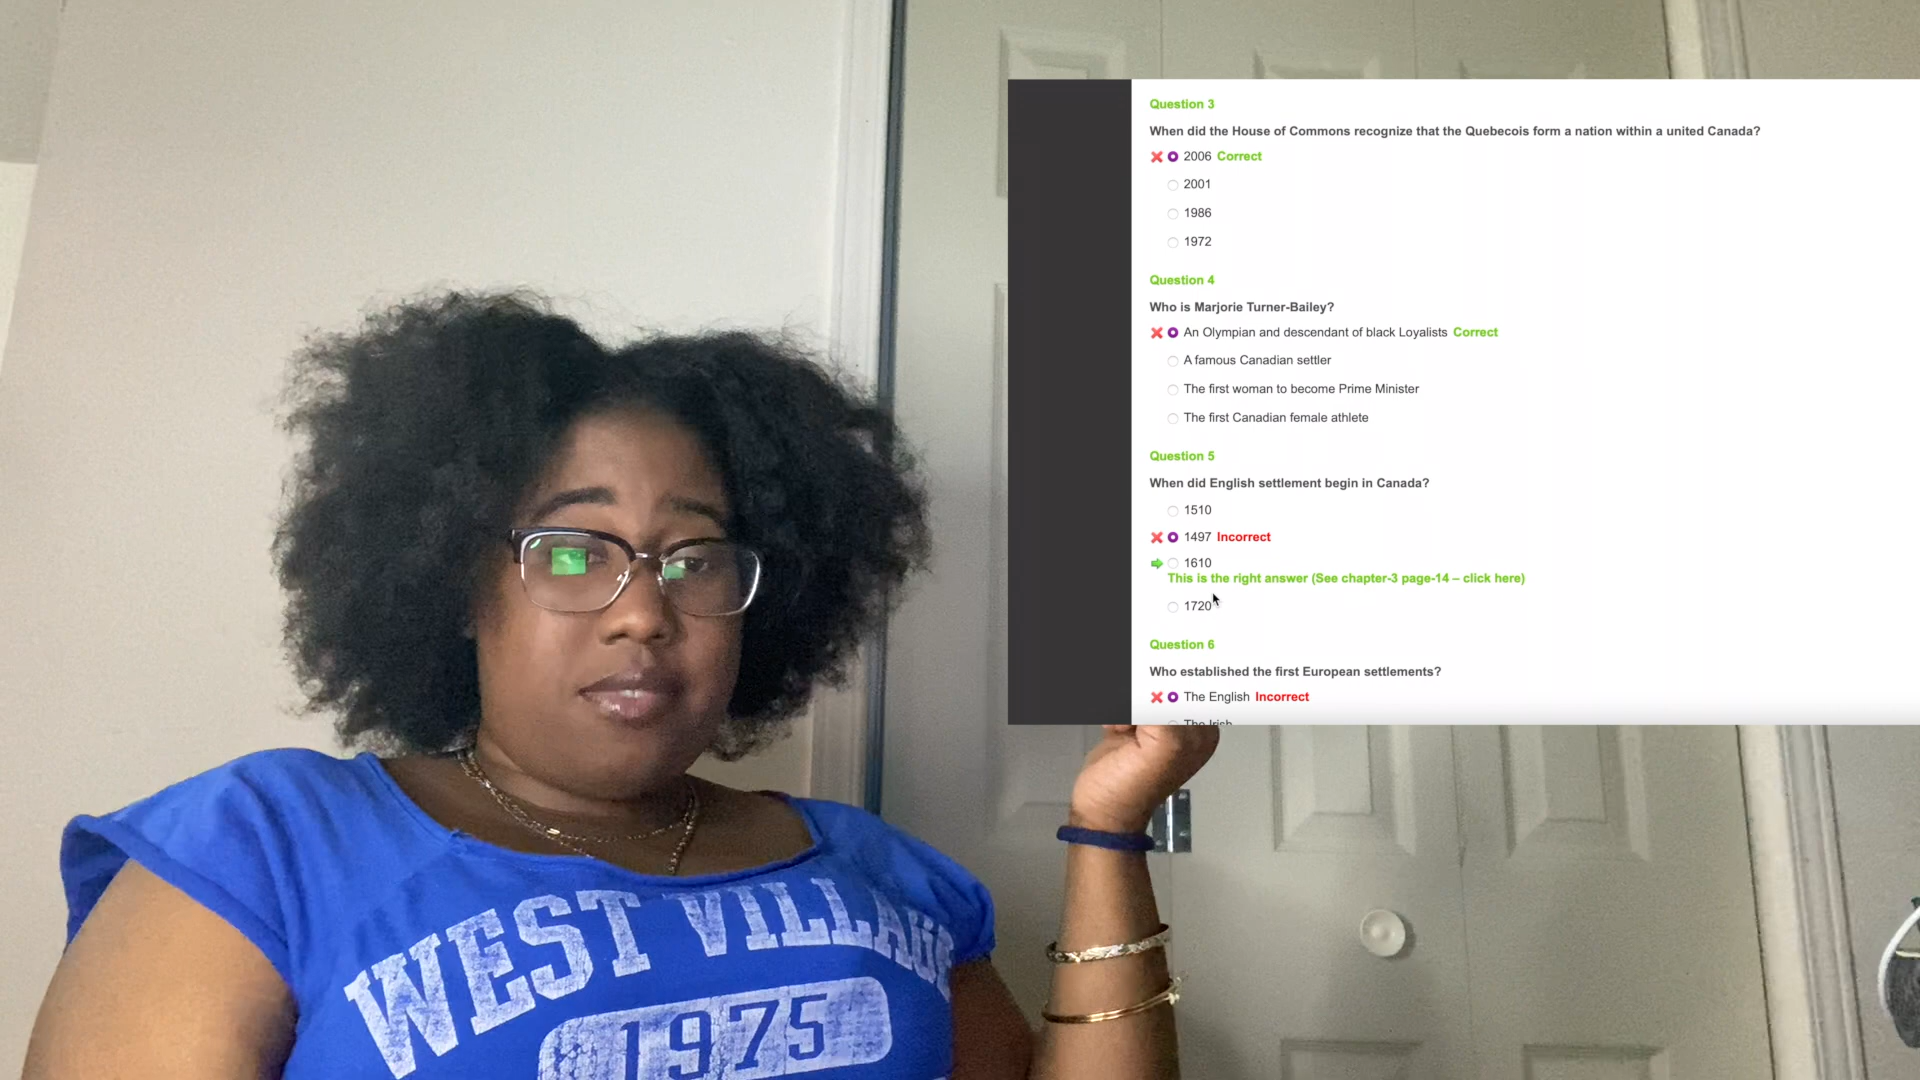 Question 3
When did the House of Commons recognize that the Quebecois form a nation within a united Canada?
2006 Correct
2001
1986
1972
Question 4
Who is Marjorie Turner-Bailey?
An Olympian and descendant of black Loyalists Correct
A famous Canadian settler
The first woman to become Prime Minister
The first Canadian female athlete
Question 5
When did English settlement begin in Canada?
1510
1497 Incorrect
1610
This is the right answer (See chapter-3 page-14 – click here)
1720
Question 6
Who established the first European settlements?
The English Incorrect
The Irish
WEST VILLAGE
1975